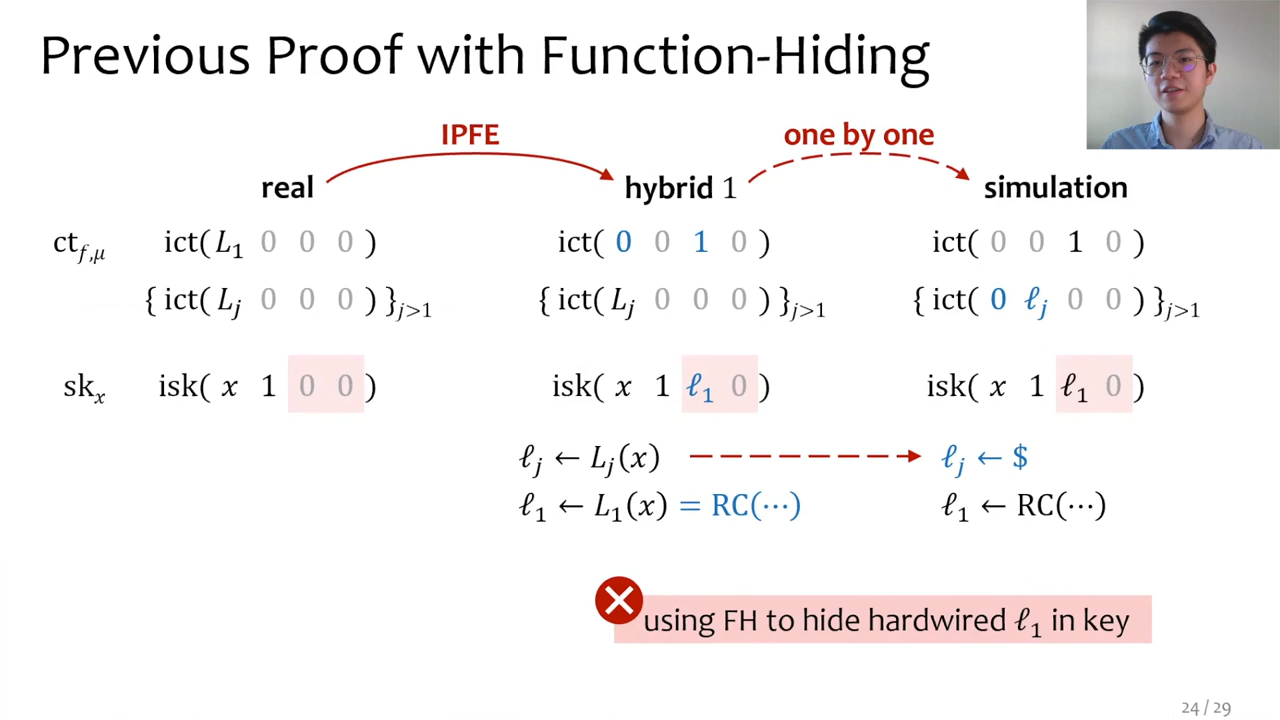 Previous Proof with Function-Hiding
IPFE
one by one
real
hybrid 1
simulation
ct_{f,μ} ict( L_1 0 0 0 ) ict( 0 0 1 0 ) ict( 0 0 1 0 )
{ ict( L_j 0 0 0 ) }_{j>1} { ict( L_j 0 0 0 ) }_{j>1} { ict( 0 ℓ_j 0 0 ) }_{j>1}
sk_x isk( x 1 0 0 ) isk( x 1 ℓ_1 0 ) isk( x 1 ℓ_1 0 )
ℓ_j ← L_j(x) ℓ_j ← $
ℓ_1 ← L_1(x) = RC(⋯) ℓ_1 ← RC(⋯)
using FH to hide hardwired ℓ_1 in key
24 / 29